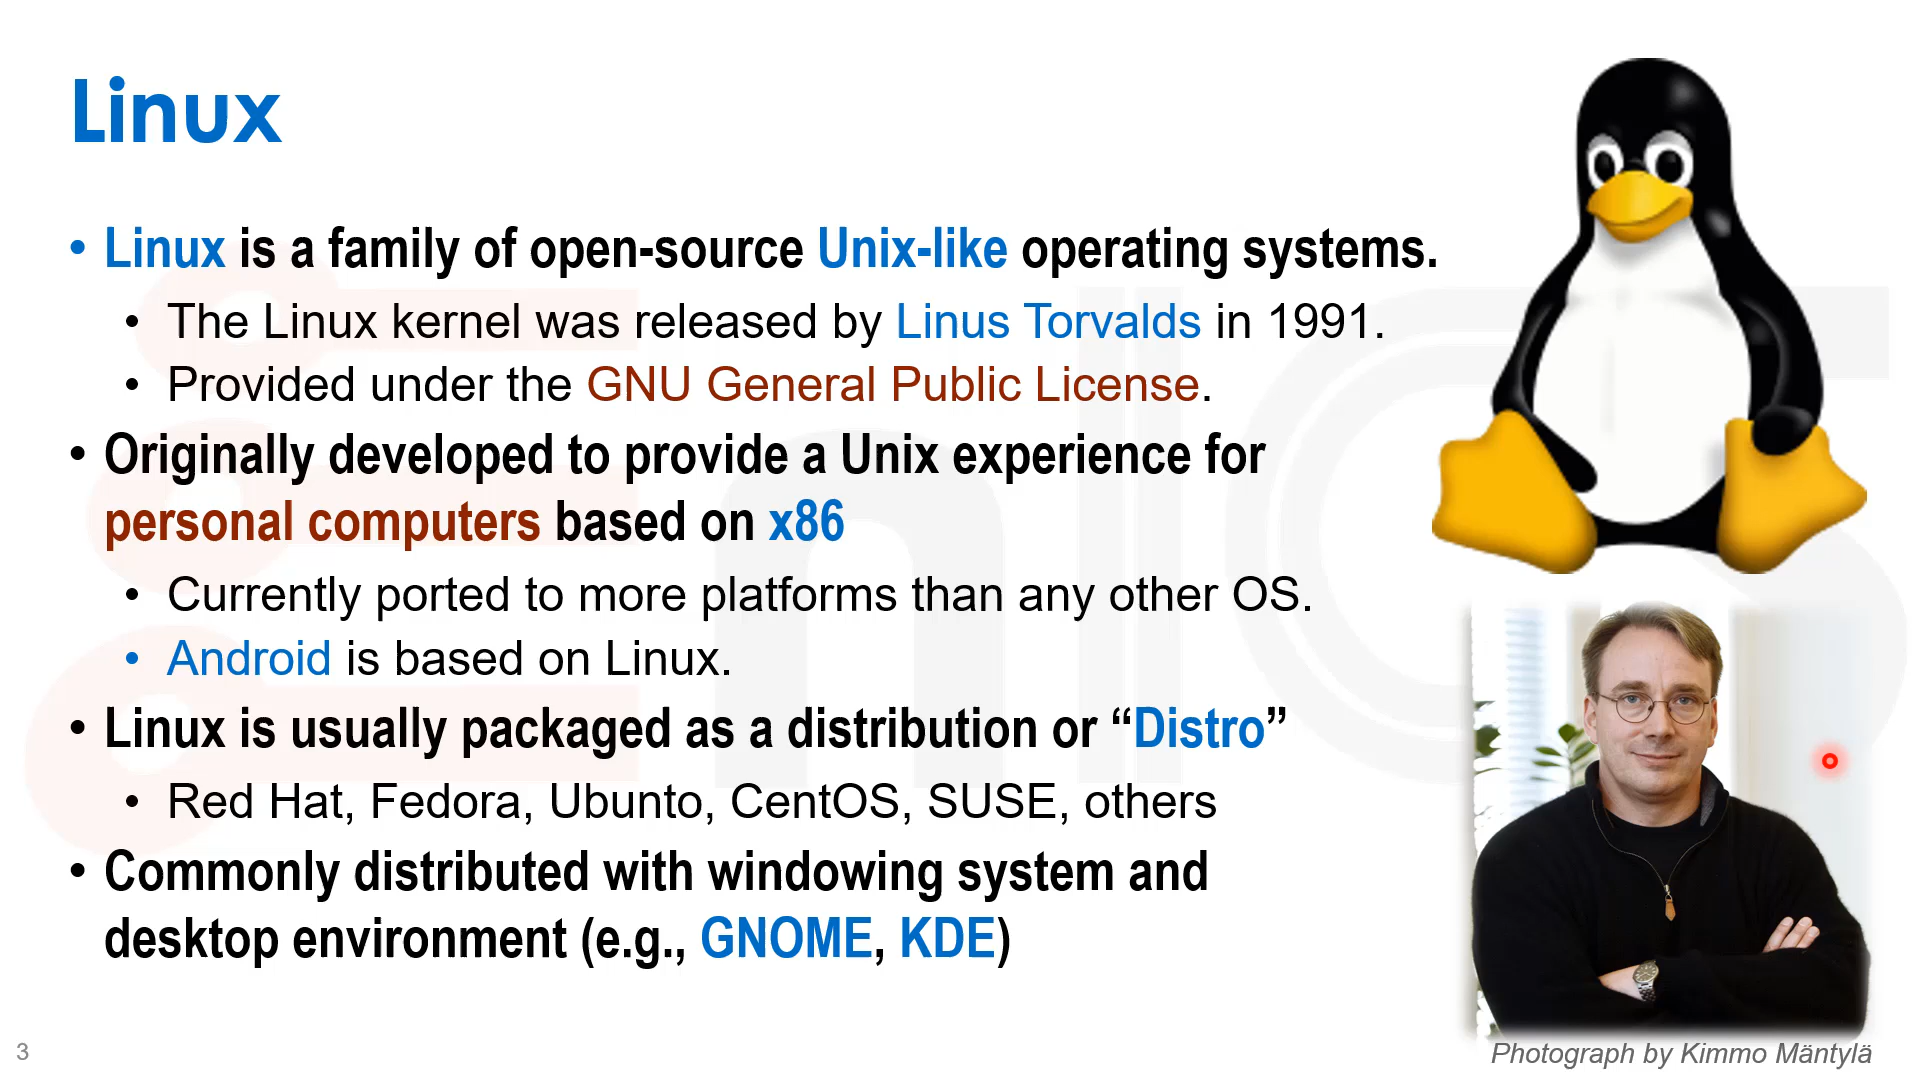 Linux
• Linux is a family of open-source Unix-like operating systems.
• The Linux kernel was released by Linus Torvalds in 1991.
• Provided under the GNU General Public License.
• Originally developed to provide a Unix experience for
personal computers based on x86
• Currently ported to more platforms than any other OS.
• Android is based on Linux.
• Linux is usually packaged as a distribution or “Distro”
• Red Hat, Fedora, Ubunto, CentOS, SUSE, others
• Commonly distributed with windowing system and
desktop environment (e.g., GNOME, KDE)
3
Photograph by Kimmo Mäntylä